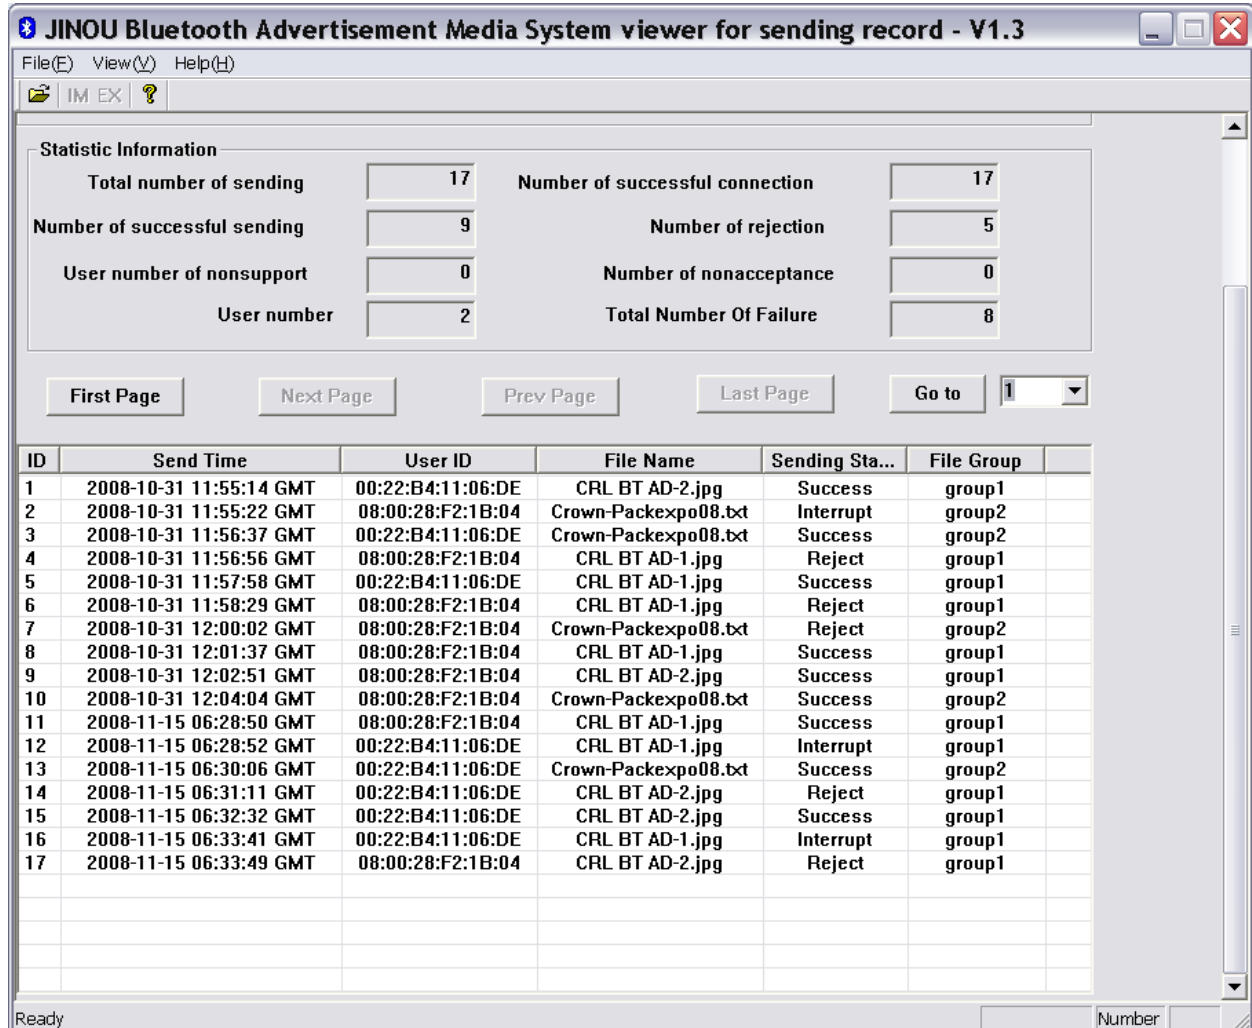 JINOU Bluetooth Advertisement Media System viewer for sending record - V1.3
File(F) View(V) Help(H)
IM EX
Statistic Information
Total number of sending 17 Number of successful connection 17
Number of successful sending 9 Number of rejection 5
User number of nonsupport 0 Number of nonacceptance 0
User number 2 Total Number Of Failure 8
First Page Next Page Prev Page Last Page Go to 1
ID Send Time User ID File Name Sending Sta... File Group
1 2008-10-31 11:55:14 GMT 00:22:B4:11:06:DE CRL BT AD-2.jpg Success group1
2 2008-10-31 11:55:22 GMT 08:00:28:F2:1B:04 Crown-Packexpo08.txt Interrupt group2
3 2008-10-31 11:56:37 GMT 00:22:B4:11:06:DE Crown-Packexpo08.txt Success group2
4 2008-10-31 11:56:56 GMT 08:00:28:F2:1B:04 CRL BT AD-1.jpg Reject group1
5 2008-10-31 11:57:58 GMT 00:22:B4:11:06:DE CRL BT AD-1.jpg Success group1
6 2008-10-31 11:58:29 GMT 08:00:28:F2:1B:04 CRL BT AD-1.jpg Reject group1
7 2008-10-31 12:00:02 GMT 08:00:28:F2:1B:04 Crown-Packexpo08.txt Reject group2
8 2008-10-31 12:01:37 GMT 08:00:28:F2:1B:04 CRL BT AD-1.jpg Success group1
9 2008-10-31 12:02:51 GMT 08:00:28:F2:1B:04 CRL BT AD-2.jpg Success group1
10 2008-10-31 12:04:04 GMT 08:00:28:F2:1B:04 Crown-Packexpo08.txt Success group2
11 2008-11-15 06:28:50 GMT 08:00:28:F2:1B:04 CRL BT AD-1.jpg Success group1
12 2008-11-15 06:28:52 GMT 00:22:B4:11:06:DE CRL BT AD-1.jpg Interrupt group1
13 2008-11-15 06:30:06 GMT 00:22:B4:11:06:DE Crown-Packexpo08.txt Success group2
14 2008-11-15 06:31:11 GMT 00:22:B4:11:06:DE CRL BT AD-2.jpg Reject group1
15 2008-11-15 06:32:32 GMT 00:22:B4:11:06:DE CRL BT AD-2.jpg Success group1
16 2008-11-15 06:33:41 GMT 00:22:B4:11:06:DE CRL BT AD-1.jpg Interrupt group1
17 2008-11-15 06:33:49 GMT 08:00:28:F2:1B:04 CRL BT AD-2.jpg Reject group1
Ready Number